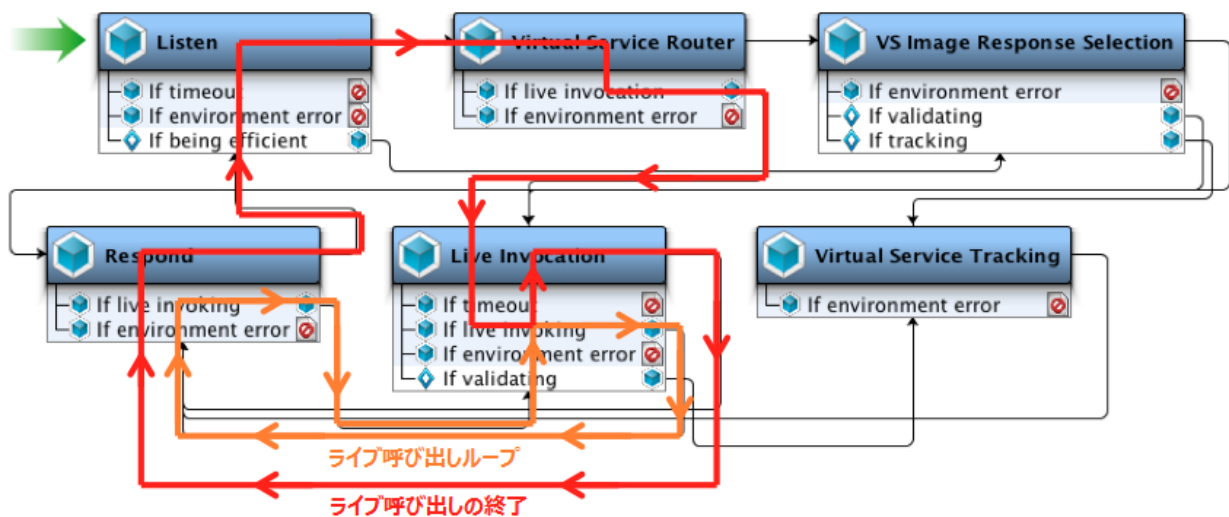 Listen
If timeout
If environment error
If being efficient
Virtual Service Router
If live invocation
If environment error
VS Image Response Selection
If environment error
If validating
If tracking
Respond
If live invoking
If environment error
Live Invocation
If timeout
If live invoking
If environment error
If validating
Virtual Service Tracking
If environment error
ライブ呼び出しループ
ライブ呼び出しの終了